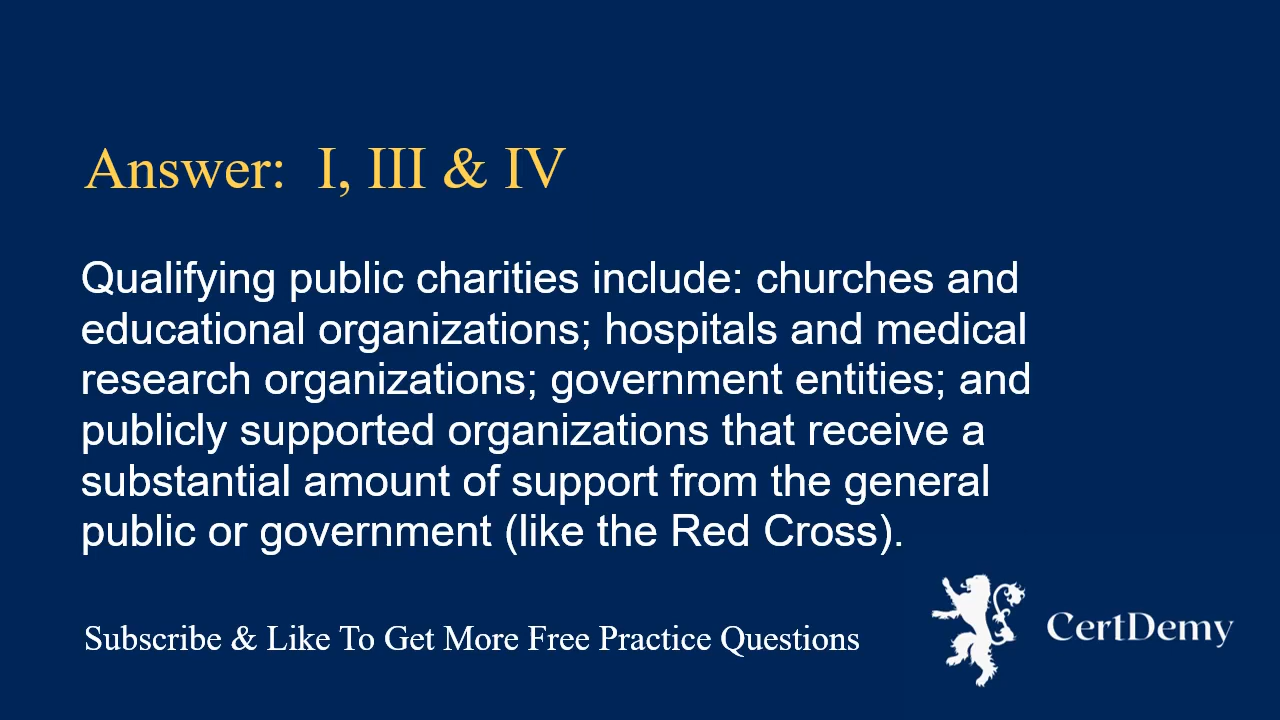 Answer: I, III & IV
Qualifying public charities include: churches and
educational organizations; hospitals and medical
research organizations; government entities; and
publicly supported organizations that receive a
substantial amount of support from the general
public or government (like the Red Cross).
Subscribe & Like To Get More Free Practice Questions
CertDemy